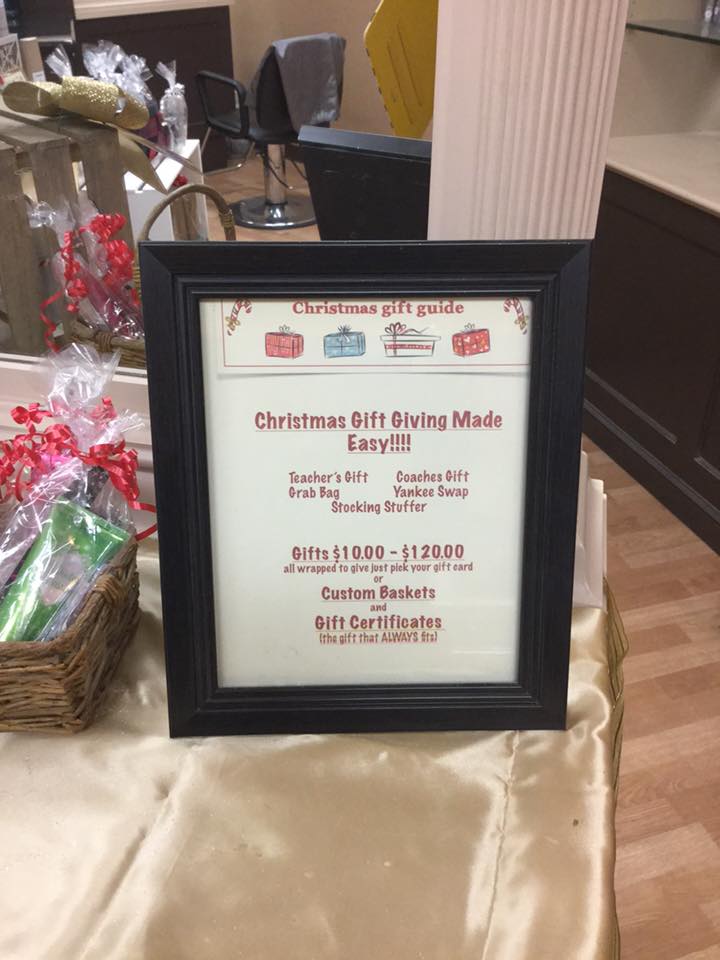 Christmas gift guide
Christmas Gift Giving Made
Easy!!!!
Teacher's Gift Coaches Gift
Grab Bag Yankee Swap
Stocking Stuffer
Gifts $10.00 - $120.00
all wrapped to give just pick your gift card
or
Custom Baskets
and
Gift Certificates
(the gift that ALWAYS fits)